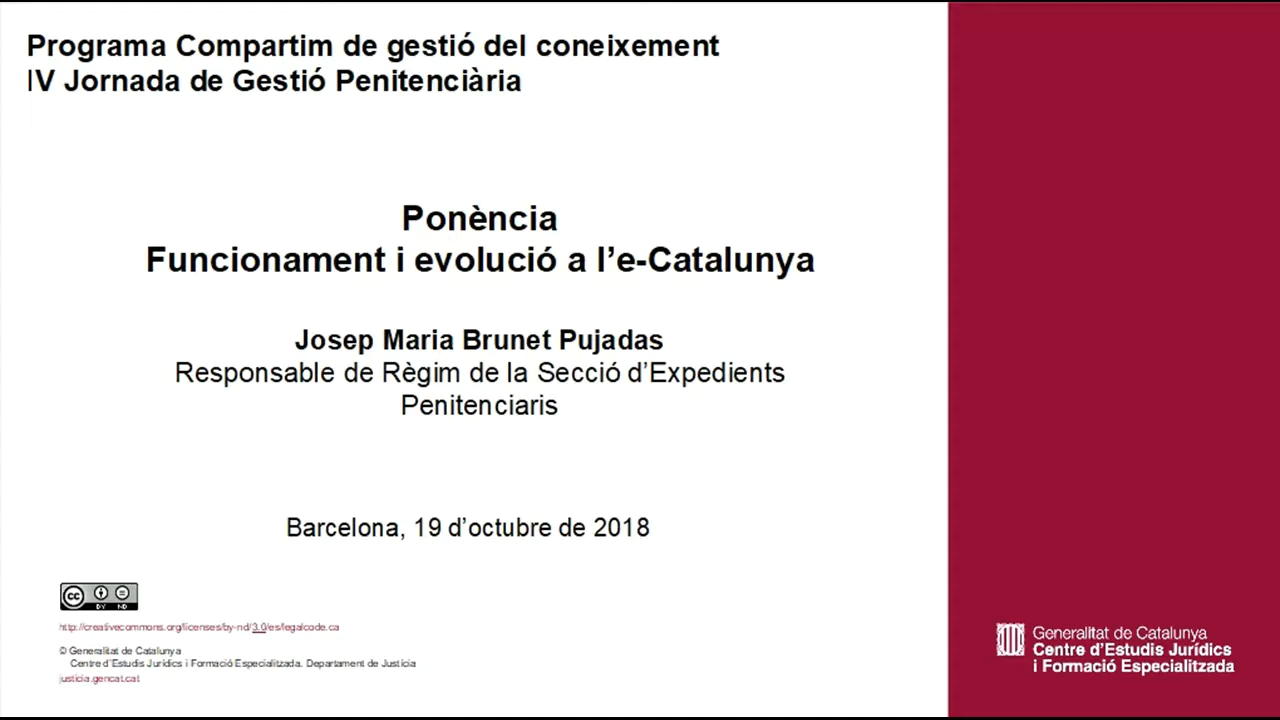 Programa Compartim de gestió del coneixement
IV Jornada de Gestió Penitenciària
Ponència
Funcionament i evolució a l’e-Catalunya
Josep Maria Brunet Pujadas
Responsable de Règim de la Secció d’Expedients
Penitenciaris
Barcelona, 19 d’octubre de 2018
cc
BY ND
http://creativecommons.org/licenses/by-nd/3.0/es/legalcode.ca
© Generalitat de Catalunya
Centre d’Estudis Jurídics i Formació Especialitzada. Departament de Justícia
justicia.gencat.cat
Generalitat de Catalunya
Centre d’Estudis Jurídics
i Formació Especialitzada